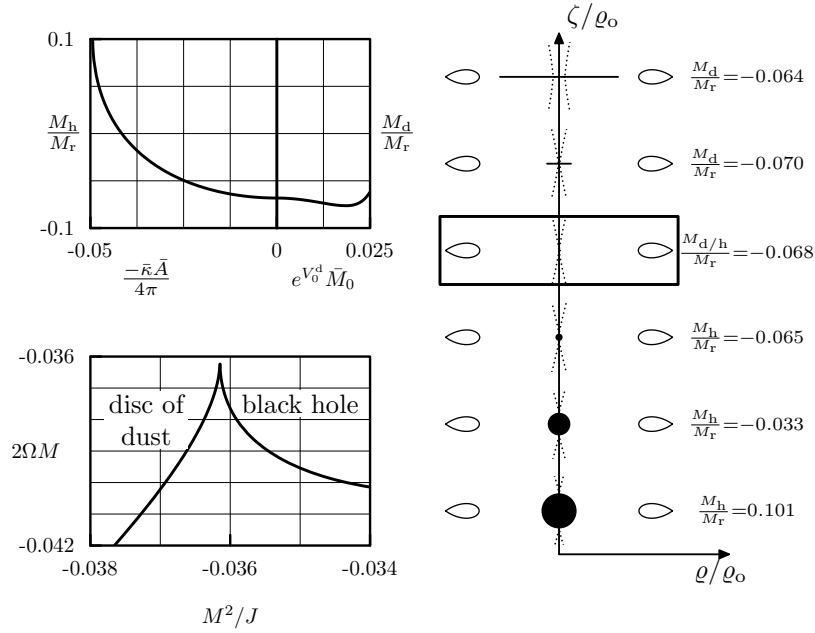 0.1
M_h/M_r
M_d/M_r
-0.1
-0.05
0
0.025
-κ̄Ā/4π
e^{V_0^d} M̄_0
-0.036
disc of
dust
black hole
2ΩM
-0.042
-0.038
-0.036
-0.034
M²/J
ζ/ϱ_o
M_d/M_r=−0.064
M_d/M_r=−0.070
M_{d/h}/M_r=−0.068
M_h/M_r=−0.065
M_h/M_r=−0.033
M_h/M_r=0.101
ϱ/ϱ_o